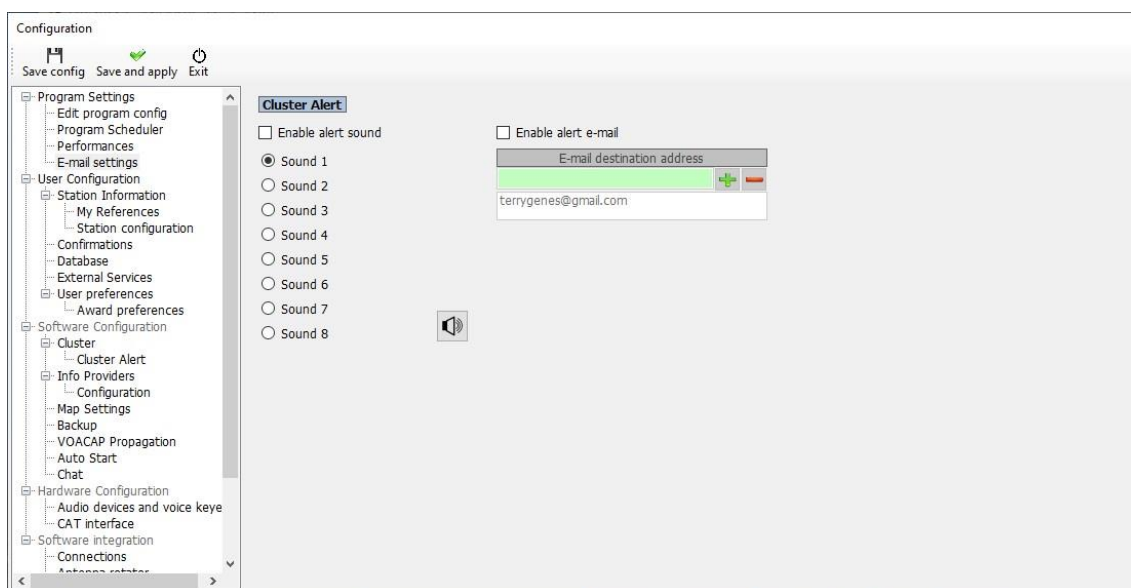 Configuration
Save config Save and apply Exit
Program Settings
Edit program config
Program Scheduler
Performances
E-mail settings
User Configuration
Station Information
My References
Station configuration
Confirmations
Database
External Services
User preferences
Award preferences
Software Configuration
Cluster
Cluster Alert
Info Providers
Configuration
Map Settings
Backup
VOACAP Propagation
Auto Start
Chat
Hardware Configuration
Audio devices and voice keye
CAT interface
Software integration
Connections
Antenna rotator
Cluster Alert
Enable alert sound
Sound 1
Sound 2
Sound 3
Sound 4
Sound 5
Sound 6
Sound 7
Sound 8
Enable alert e-mail
E-mail destination address
terrygenes@gmail.com